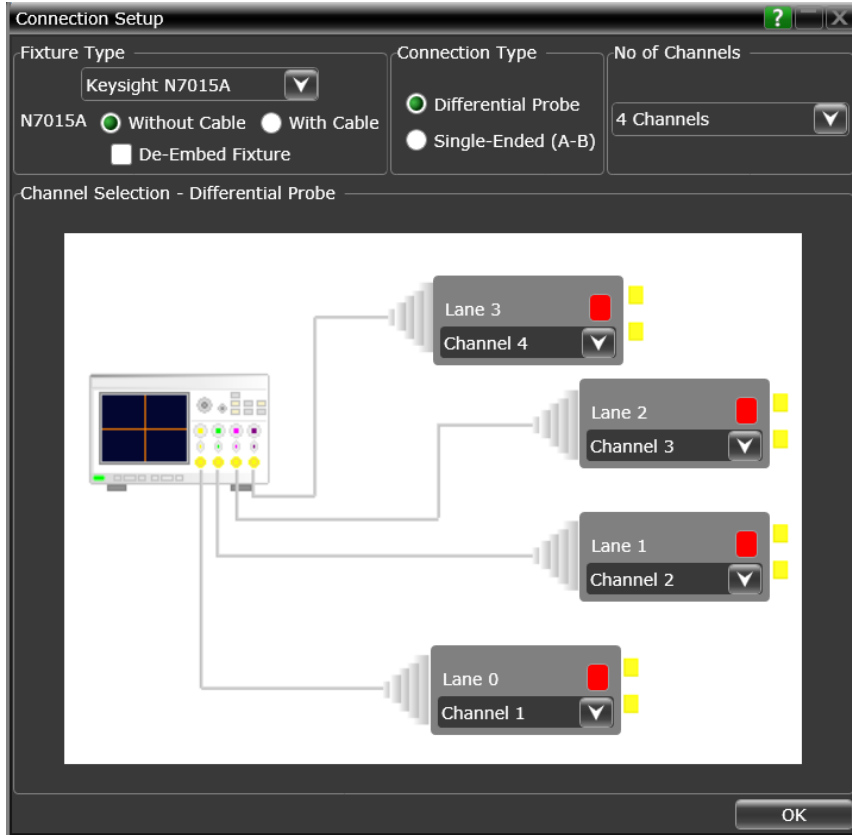 Connection Setup
?
Fixture Type
Keysight N7015A
N7015A Without Cable With Cable
De-Embed Fixture
Connection Type
Differential Probe
Single-Ended (A-B)
No of Channels
4 Channels
Channel Selection - Differential Probe
Lane 3
Channel 4
Lane 2
Channel 3
Lane 1
Channel 2
Lane 0
Channel 1
OK